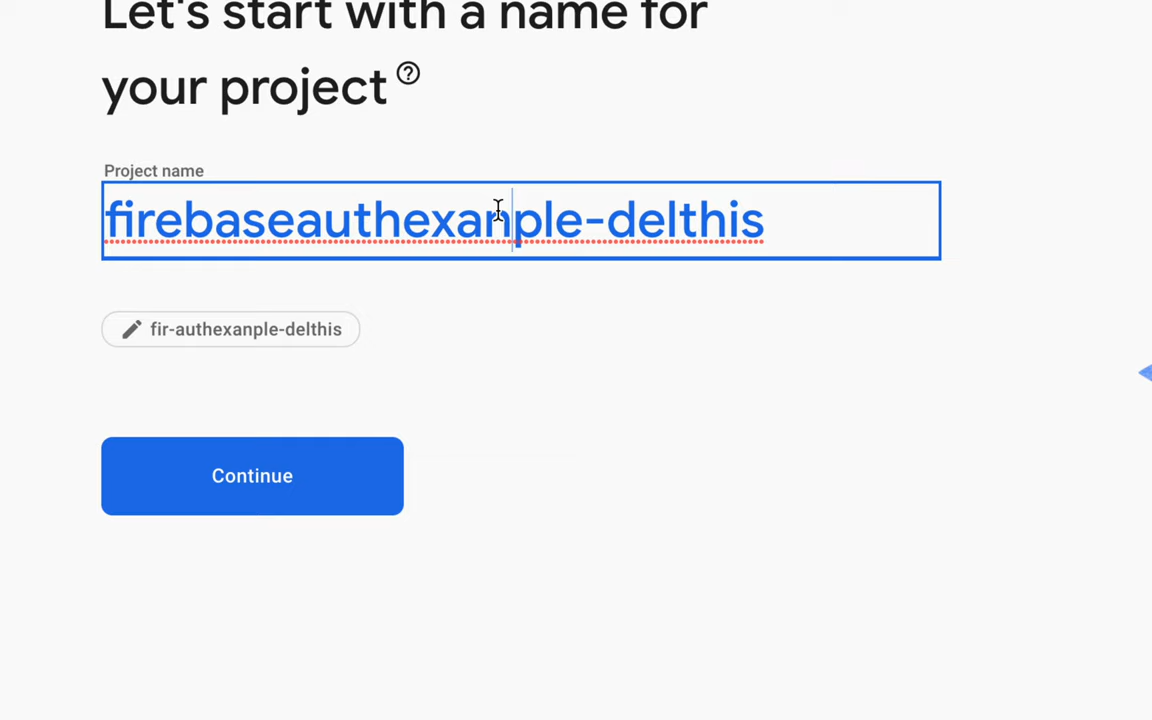 Let's start with a name for
your project
Project name
firebaseauthexanple-delthis
fir-authexanple-delthis
Continue